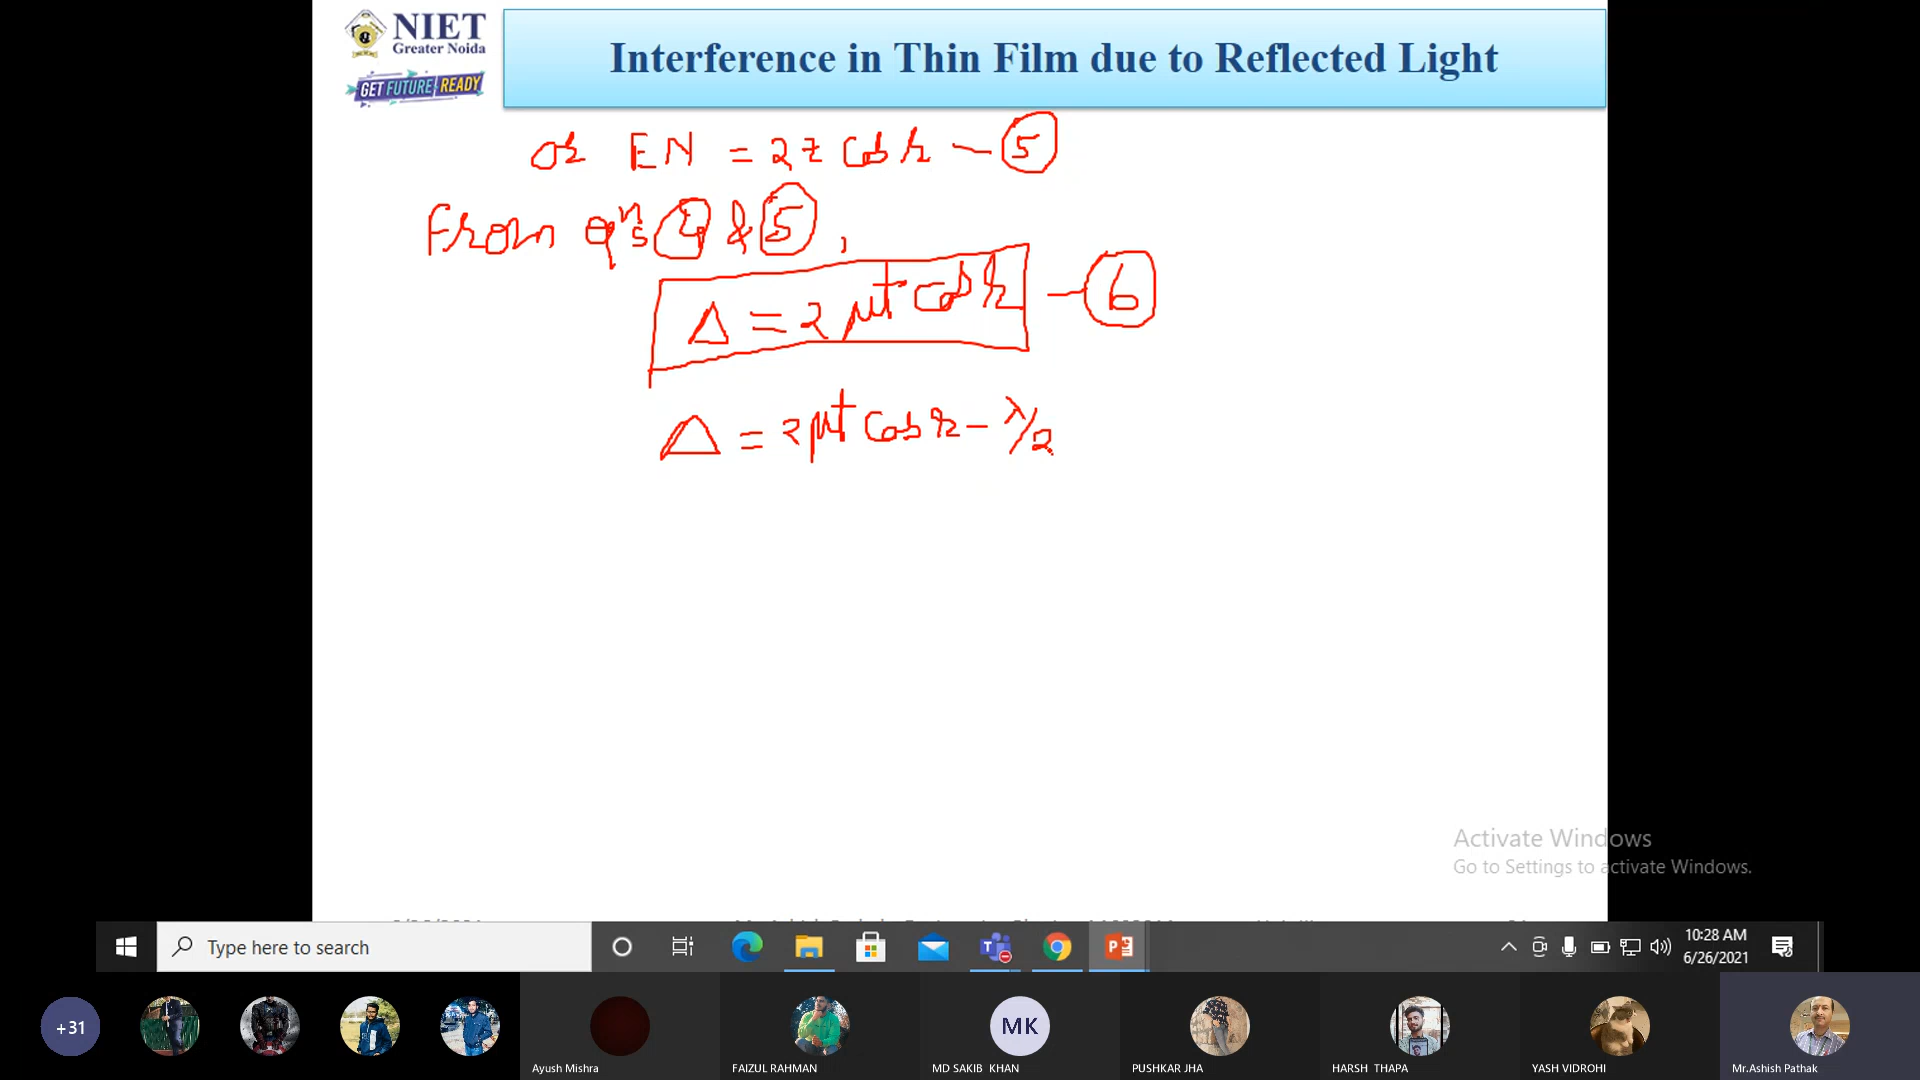 NIET
Greater Noida
GET FUTURE READY
Interference in Thin Film due to Reflected Light
or EN = 2t Cos r — 5
From eqⁿs 4 & 5,
Δ = 2μt Cos r — 6
Δ = 2μt Cos r - λ/2
Activate Windows
Go to Settings to activate Windows.
Type here to search
10:28 AM
6/26/2021
+31
MK
Ayush Mishra
FAIZUL RAHMAN
MD SAKIB KHAN
PUSHKAR JHA
HARSH THAPA
YASH VIDROHI
Mr.Ashish Pathak